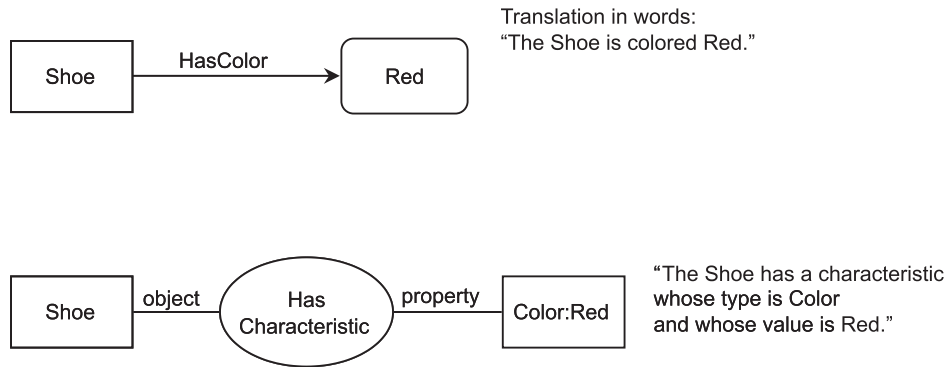 Translation in words:
“The Shoe is colored Red.”
Shoe
HasColor
Red
Shoe
object
Has
Characteristic
property
Color:Red
“The Shoe has a characteristic
whose type is Color
and whose value is Red.”